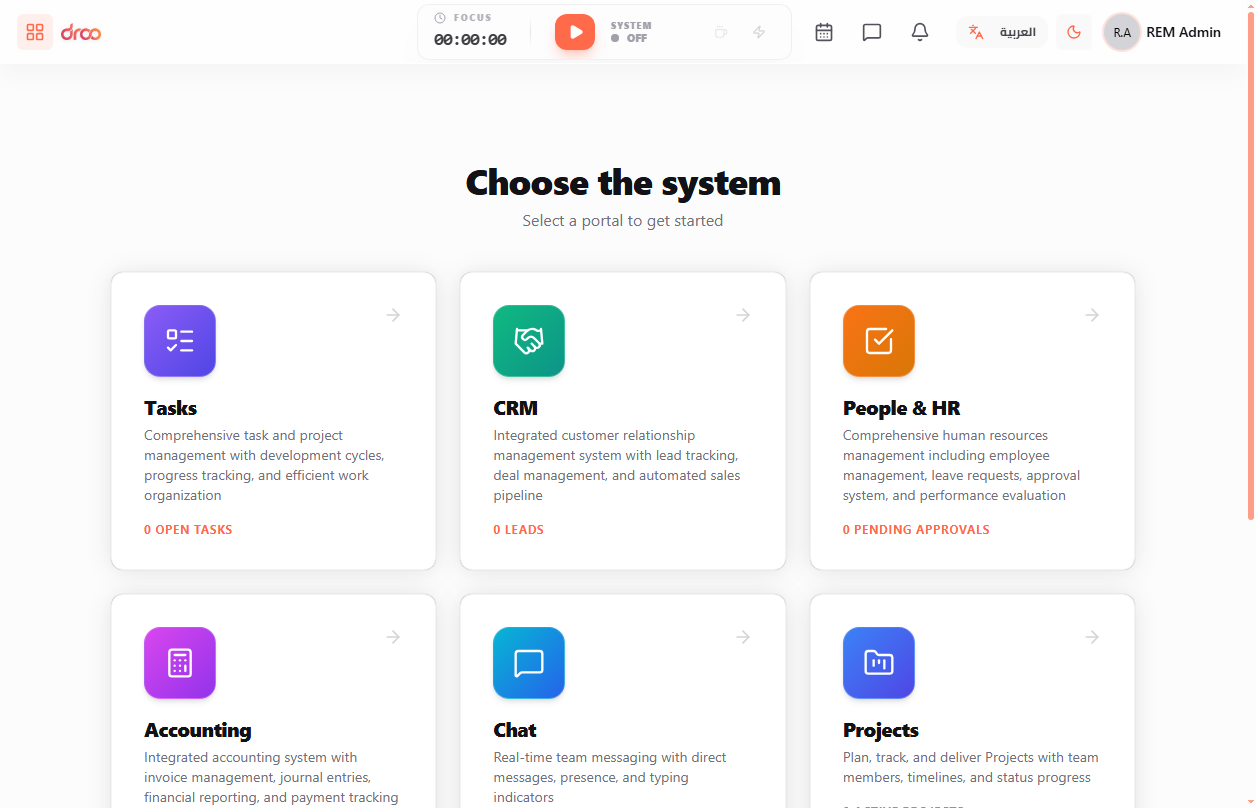 droo
FOCUS
00:00:00
SYSTEM
OFF
العربية
R.A
REM Admin
Choose the system
Select a portal to get started
Tasks
Comprehensive task and project
management with development cycles,
progress tracking, and efficient work
organization
0 OPEN TASKS
CRM
Integrated customer relationship
management system with lead tracking,
deal management, and automated sales
pipeline
0 LEADS
People & HR
Comprehensive human resources
management including employee
management, leave requests, approval
system, and performance evaluation
0 PENDING APPROVALS
Accounting
Integrated accounting system with
invoice management, journal entries,
financial reporting, and payment tracking
Chat
Real-time team messaging with direct
messages, presence, and typing
indicators
Projects
Plan, track, and deliver Projects with team
members, timelines, and status progress